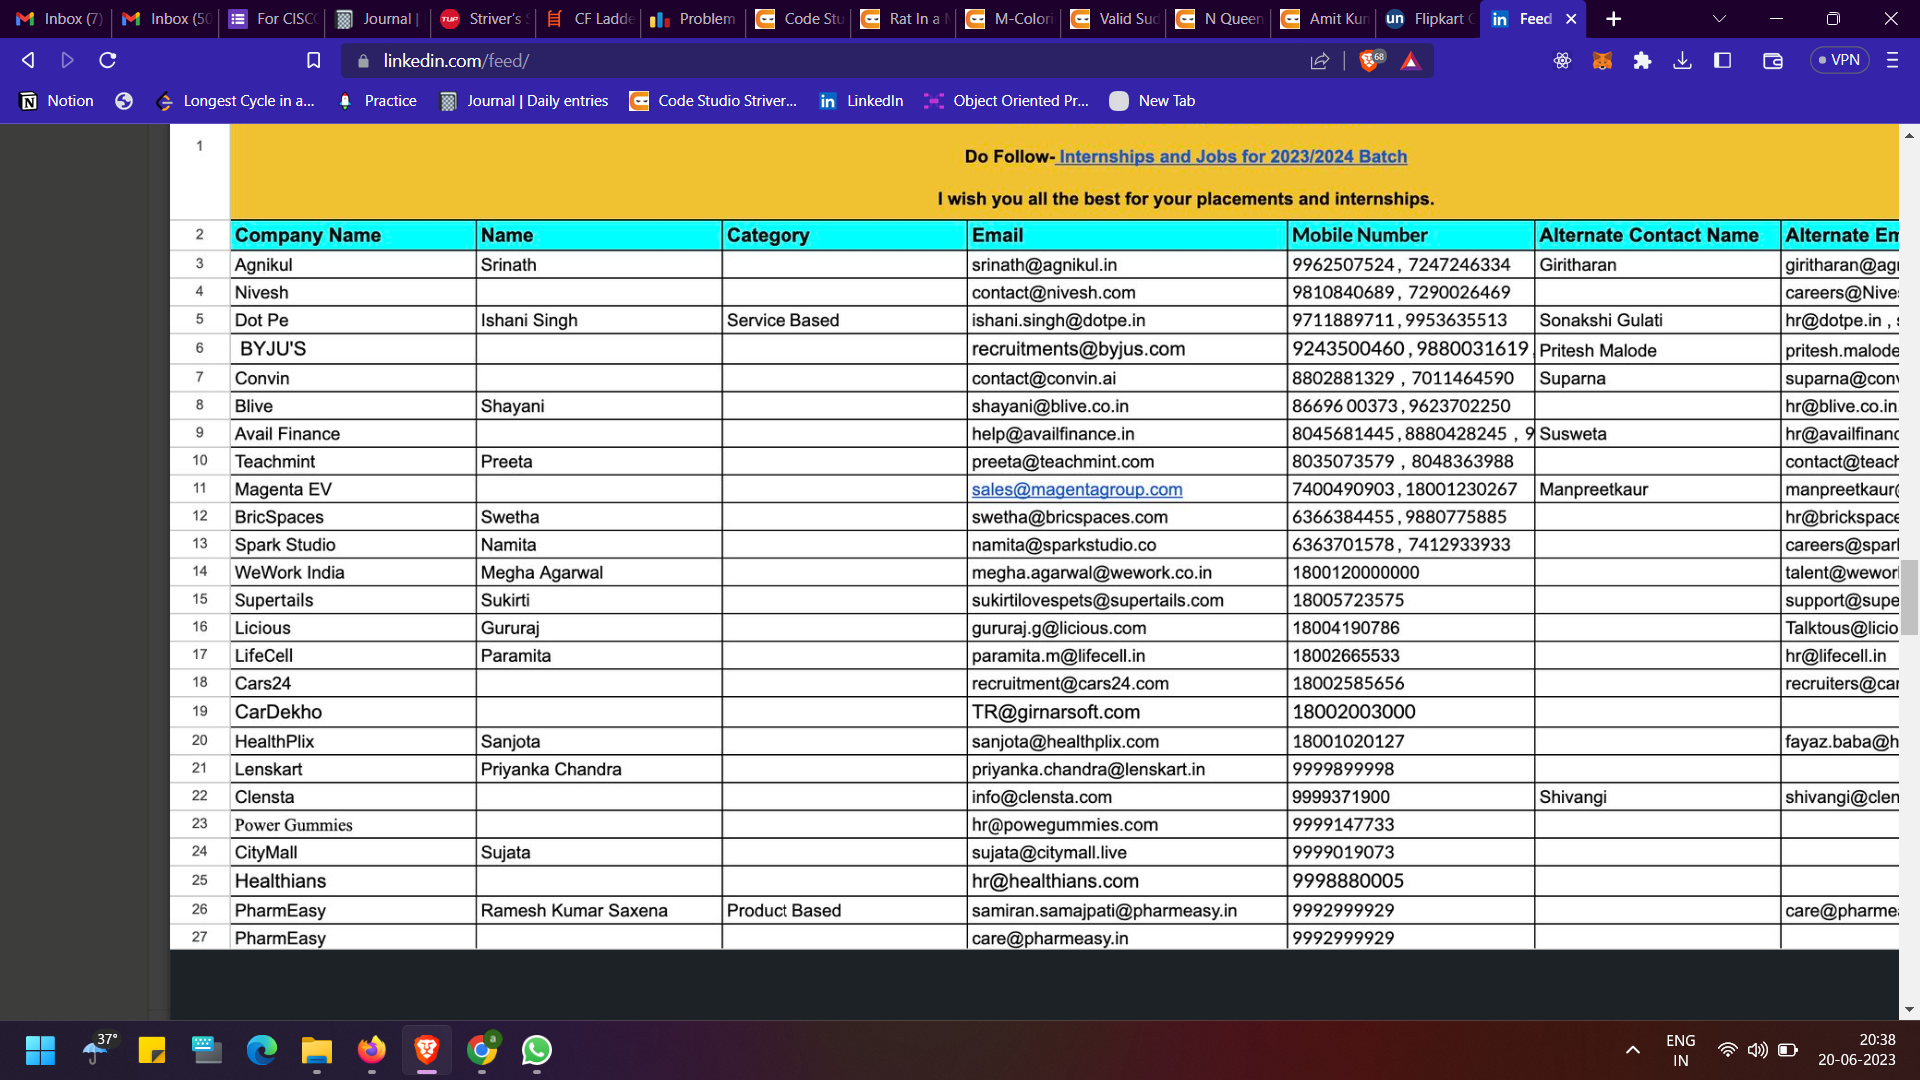 Inbox (7)
Inbox (50
For CISC
Journal |
Striver's
CF Ladde
Problem
Code Stu
Rat In a M
M-Colori
Valid Sud
N Queen
Amit Kun
un Flipkart
in Feed
linkedin.com/feed/
68
VPN
Notion
Longest Cycle in a...
Practice
Journal | Daily entries
Code Studio Striver...
in LinkedIn
Object Oriented Pr...
New Tab
1
Do Follow- Internships and Jobs for 2023/2024 Batch
I wish you all the best for your placements and internships.
2 Company Name Name Category Email Mobile Number Alternate Contact Name Alternate Em
3 Agnikul Srinath srinath@agnikul.in 9962507524 , 7247246334 Giritharan giritharan@agn
4 Nivesh contact@nivesh.com 9810840689 , 7290026469 careers@Nives
5 Dot Pe Ishani Singh Service Based ishani.singh@dotpe.in 9711889711 , 9953635513 Sonakshi Gulati hr@dotpe.in , s
6 BYJU'S recruitments@byjus.com 9243500460 , 9880031619 , Pritesh Malode pritesh.malode
7 Convin contact@convin.ai 8802881329 , 7011464590 Suparna suparna@conv
8 Blive Shayani shayani@blive.co.in 86696 00373 , 9623702250 hr@blive.co.in
9 Avail Finance help@availfinance.in 8045681445 , 8880428245 , 9 Susweta hr@availfinanc
10 Teachmint Preeta preeta@teachmint.com 8035073579 , 8048363988 contact@teach
11 Magenta EV sales@magentagroup.com 7400490903 , 18001230267 Manpreetkaur manpreetkaur@
12 BricSpaces Swetha swetha@bricspaces.com 6366384455 , 9880775885 hr@brickspace
13 Spark Studio Namita namita@sparkstudio.co 6363701578 , 7412933933 careers@spark
14 WeWork India Megha Agarwal megha.agarwal@wework.co.in 1800120000000 talent@wework
15 Supertails Sukirti sukirtilovespets@supertails.com 18005723575 support@supe
16 Licious Gururaj gururaj.g@licious.com 18004190786 Talktous@licio
17 LifeCell Paramita paramita.m@lifecell.in 18002665533 hr@lifecell.in
18 Cars24 recruitment@cars24.com 18002585656 recruiters@car
19 CarDekho TR@girnarsoft.com 18002003000
20 HealthPlix Sanjota sanjota@healthplix.com 18001020127 fayaz.baba@h
21 Lenskart Priyanka Chandra priyanka.chandra@lenskart.in 9999899998
22 Clensta info@clensta.com 9999371900 Shivangi shivangi@clen
23 Power Gummies hr@powegummies.com 9999147733
24 CityMall Sujata sujata@citymall.live 9999019073
25 Healthians hr@healthians.com 9998880005
26 PharmEasy Ramesh Kumar Saxena Product Based samiran.samajpati@pharmeasy.in 9992999929 care@pharmea
27 PharmEasy care@pharmeasy.in 9992999929
37°
a
ENG
IN
20:38
20-06-2023